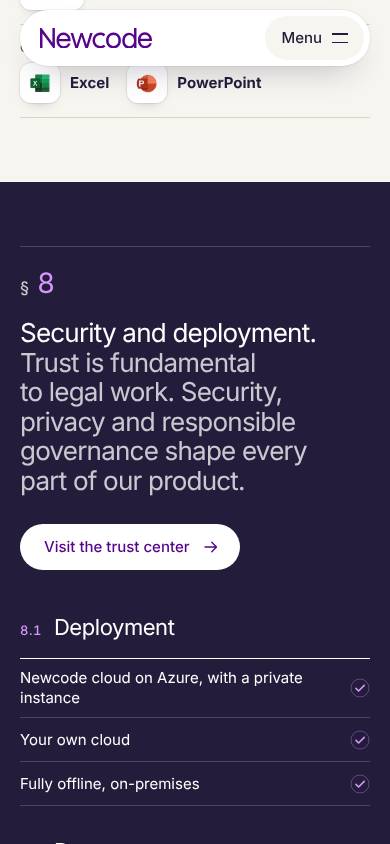 Newcode
Menu
Excel
PowerPoint
§ 8
Security and deployment.
Trust is fundamental
to legal work. Security,
privacy and responsible
governance shape every
part of our product.
Visit the trust center →
8.1 Deployment
Newcode cloud on Azure, with a private
instance
Your own cloud
Fully offline, on-premises